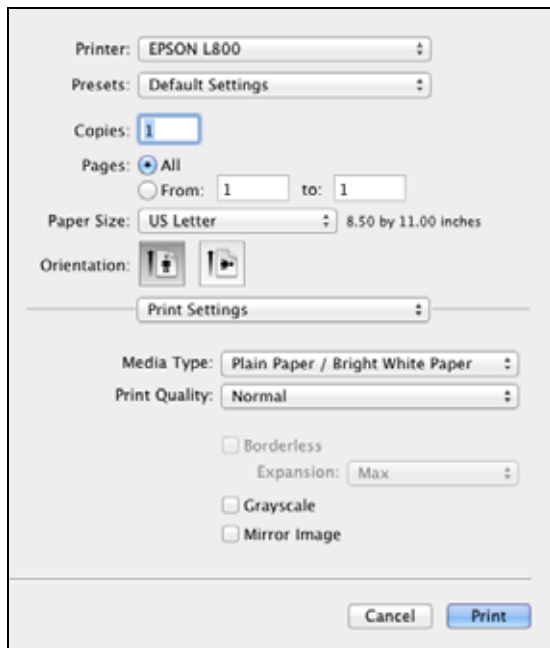 Printer: EPSON L800
Presets: Default Settings
Copies: 1
Pages: All
From: 1 to: 1
Paper Size: US Letter 8.50 by 11.00 inches
Orientation:
Print Settings
Media Type: Plain Paper / Bright White Paper
Print Quality: Normal
Borderless
Expansion: Max
Grayscale
Mirror Image
Cancel Print